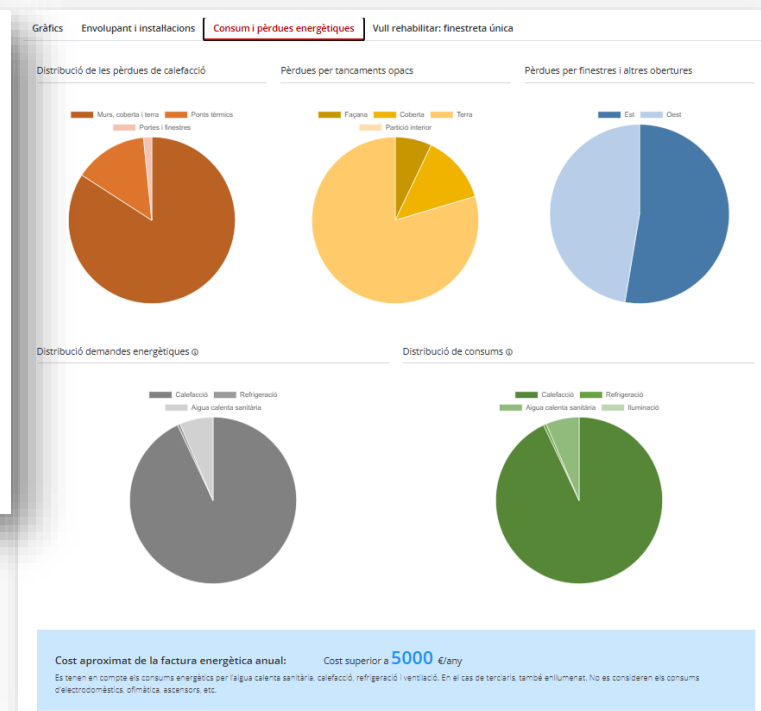 Gràfics Envolupant i instal·lacions Consum i pèrdues energètiques Vull rehabilitar: finestreta única
Distribució de les pèrdues de calefacció Pèrdues per tancaments opacs Pèrdues per finestres i altres obertures
Murs, coberta i terra Ponts tèrmics
Portes i finestres
Façana Coberta Terra
Partició interior
Est Oest
Distribució demandes energètiques Distribució de consums
Calefacció Refrigeració
Aigua calenta sanitària
Calefacció Refrigeració
Aigua calenta sanitària Il·luminació
Cost aproximat de la factura energètica anual: Cost superior a 5000 €/any
Es tenen en compte els consums energètics per l'aigua calenta sanitària, calefacció, refrigeració i ventilació. En el cas de terciaris, també enllumenat. No es consideren els consums
d'electrodomèstics, ofimàtica, ascensors, etc.